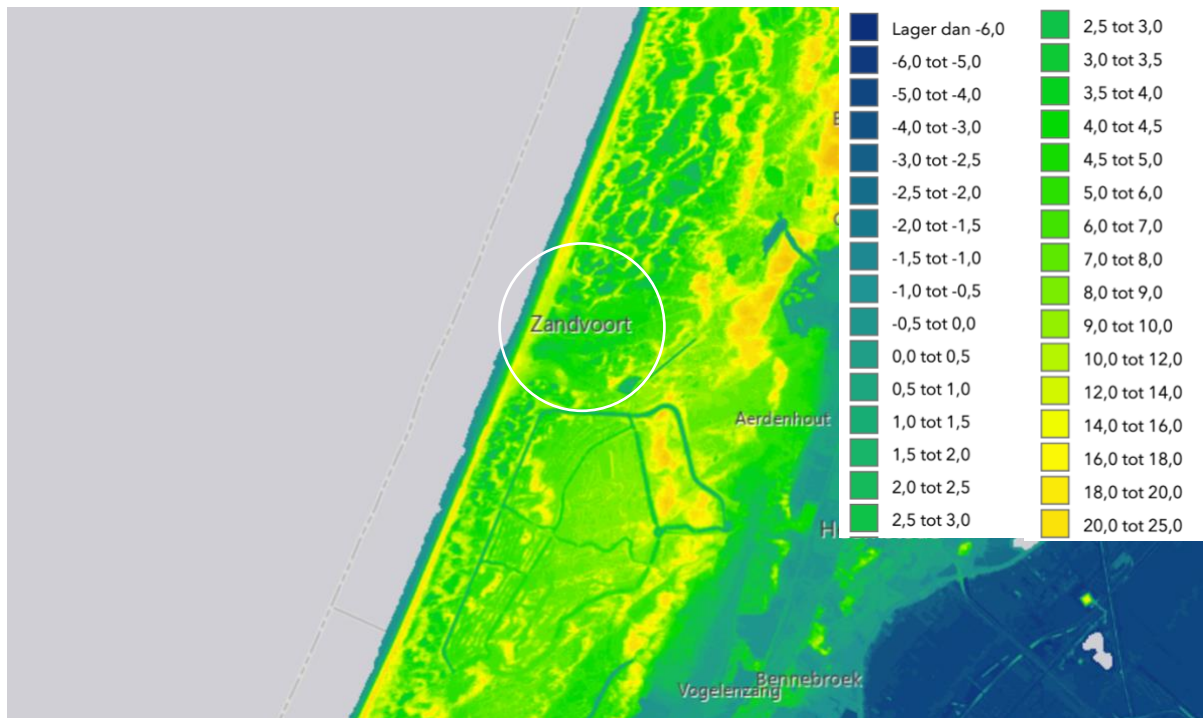 Zandvoort
Aerdenhout
H
Bennebroek
Vogelenzang
Lager dan -6,0
-6,0 tot -5,0
-5,0 tot -4,0
-4,0 tot -3,0
-3,0 tot -2,5
-2,5 tot -2,0
-2,0 tot -1,5
-1,5 tot -1,0
-1,0 tot -0,5
-0,5 tot 0,0
0,0 tot 0,5
0,5 tot 1,0
1,0 tot 1,5
1,5 tot 2,0
2,0 tot 2,5
2,5 tot 3,0
2,5 tot 3,0
3,0 tot 3,5
3,5 tot 4,0
4,0 tot 4,5
4,5 tot 5,0
5,0 tot 6,0
6,0 tot 7,0
7,0 tot 8,0
8,0 tot 9,0
9,0 tot 10,0
10,0 tot 12,0
12,0 tot 14,0
14,0 tot 16,0
16,0 tot 18,0
18,0 tot 20,0
20,0 tot 25,0